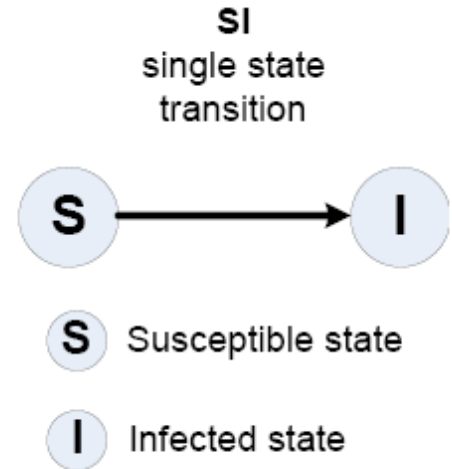 SI
single state
transition
S I
S Susceptible state
I Infected state